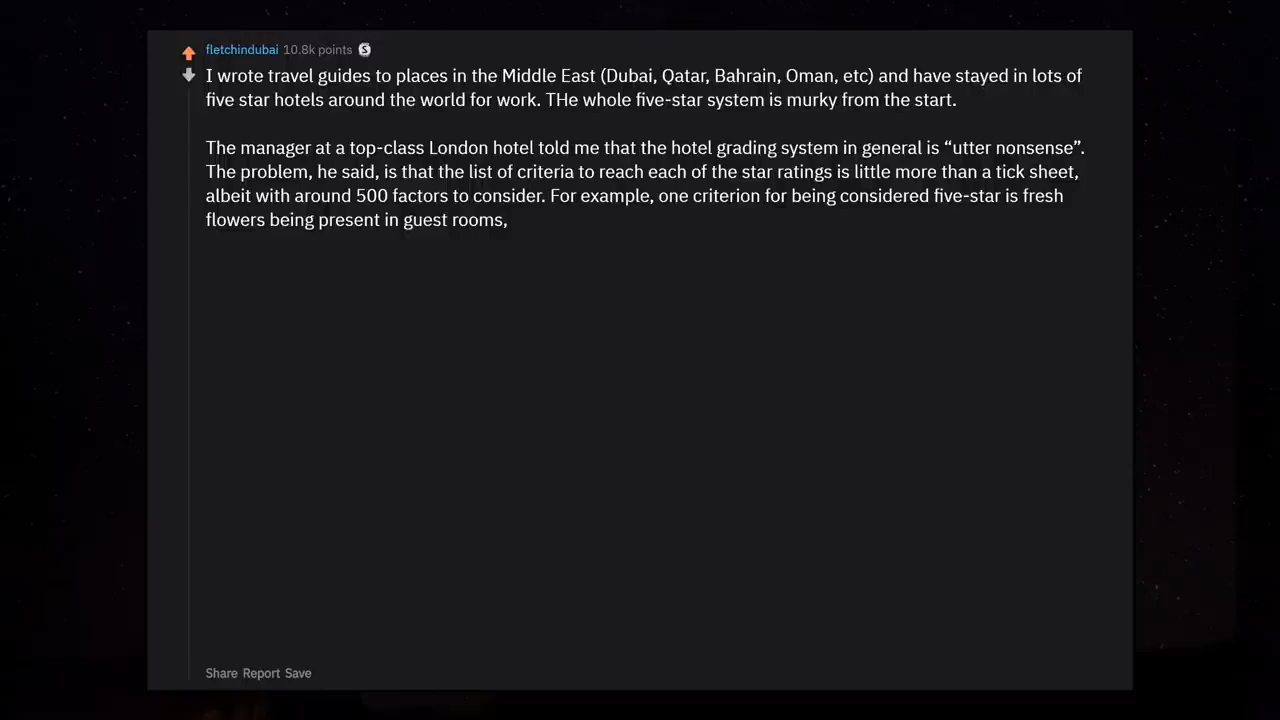 fletchindubai 10.8k points S
I wrote travel guides to places in the Middle East (Dubai, Qatar, Bahrain, Oman, etc) and have stayed in lots of
five star hotels around the world for work. THe whole five-star system is murky from the start.
The manager at a top-class London hotel told me that the hotel grading system in general is “utter nonsense”.
The problem, he said, is that the list of criteria to reach each of the star ratings is little more than a tick sheet,
albeit with around 500 factors to consider. For example, one criterion for being considered five-star is fresh
flowers being present in guest rooms,
Share Report Save